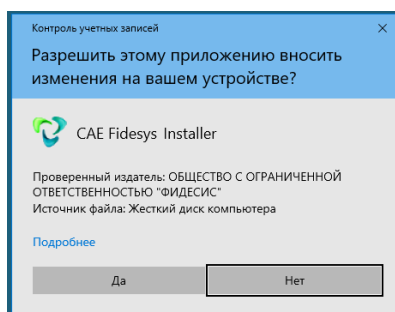 Контроль учетных записей
Разрешить этому приложению вносить
изменения на вашем устройстве?
CAE Fidesys Installer
Проверенный издатель: ОБЩЕСТВО С ОГРАНИЧЕННОЙ
ОТВЕТСТВЕННОСТЬЮ "ФИДЕСИС"
Источник файла: Жесткий диск компьютера
Подробнее
Да
Нет